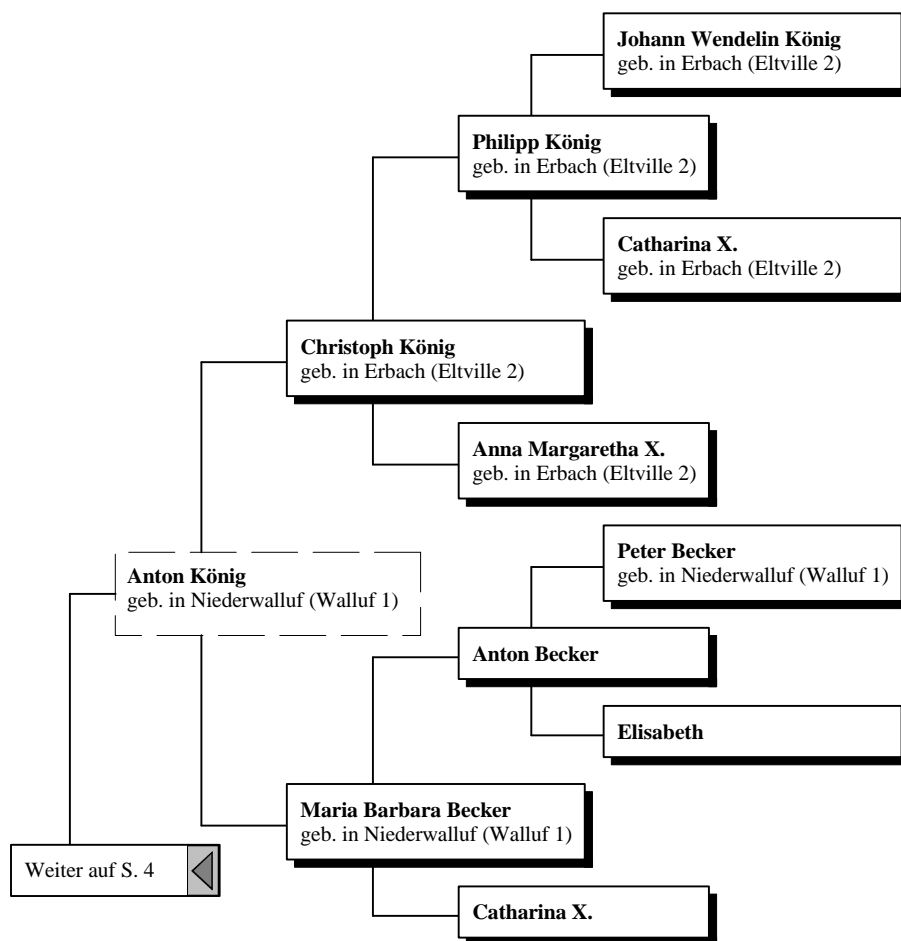 Johann Wendelin König
geb. in Erbach (Eltville 2)
Philipp König
geb. in Erbach (Eltville 2)
Catharina X.
geb. in Erbach (Eltville 2)
Christoph König
geb. in Erbach (Eltville 2)
Anna Margaretha X.
geb. in Erbach (Eltville 2)
Peter Becker
geb. in Niederwalluf (Walluf 1)
Anton König
geb. in Niederwalluf (Walluf 1)
Anton Becker
Elisabeth
Maria Barbara Becker
geb. in Niederwalluf (Walluf 1)
Weiter auf S. 4
Catharina X.